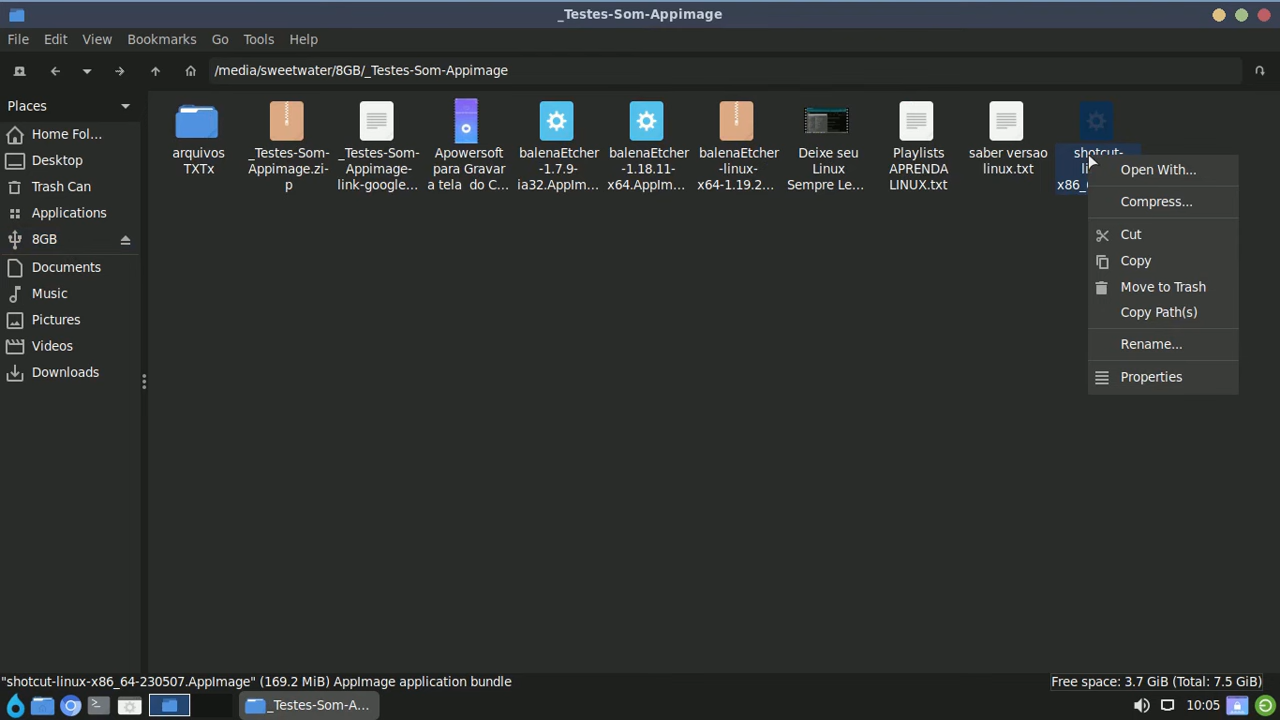 _Testes-Som-Appimage
File Edit View Bookmarks Go Tools Help
/media/sweetwater/8GB/_Testes-Som-Appimage
Places
Home Fol...
Desktop
Trash Can
Applications
8GB
Documents
Music
Pictures
Videos
Downloads
arquivos
TXTx
_Testes-Som-
Appimage.zi-
p
_Testes-Som-
Appimage-
link-google...
Apowersoft
para Gravar
a tela do C...
balenaEtcher
-1.7.9-
ia32.AppIm...
balenaEtcher
-1.18.11-
x64.AppIm...
balenaEtcher
-linux-
x64-1.19.2...
Deixe seu
Linux
Sempre Le...
Playlists
APRENDA
LINUX.txt
saber versao
linux.txt
shotcut-
Open With...
Compress...
Cut
Copy
Move to Trash
Copy Path(s)
Rename...
Properties
"shotcut-linux-x86_64-230507.AppImage" (169.2 MiB) AppImage application bundle
Free space: 3.7 GiB (Total: 7.5 GiB)
_Testes-Som-A...
10:05